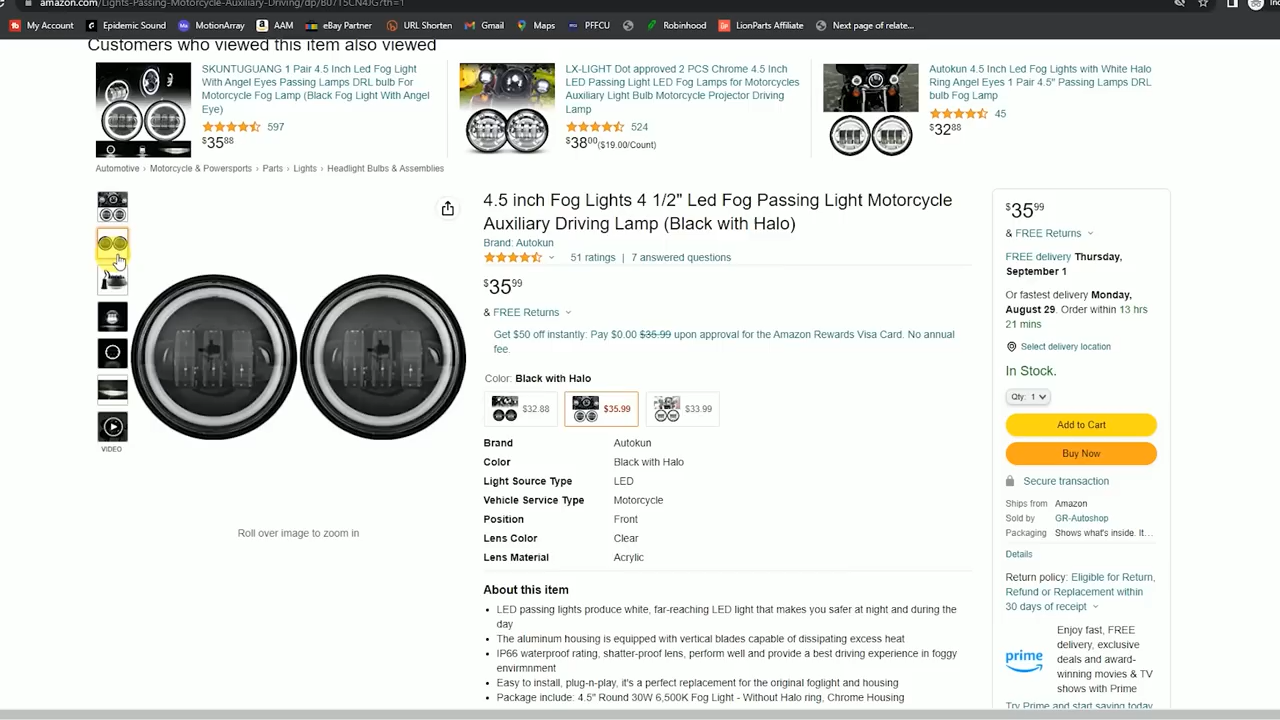 amazon.com/Lights-Passing-Motorcycle-Auxiliary-Driving/dp/B0715CN4JG?th=1
My Account
Epidemic Sound
MotionArray
AAM
eBay Partner
URL Shorten
Gmail
Maps
PPFCU
Robinhood
LionParts Affiliate
Next page of relate...
Customers who viewed this item also viewed
SKUNTUGUANG 1 Pair 4.5 Inch Led Fog Light
With Angel Eyes Passing Lamps DRL bulb For
Motorcycle Fog Lamp (Black Fog Light With Angel
Eye)
597
$35.88
LX-LIGHT Dot approved 2 PCS Chrome 4.5 Inch
LED Passing Light LED Fog Lamps for Motorcycles
Auxiliary Light Bulb Motorcycle Projector Driving
Lamp
524
$38.00 ($19.00/Count)
Autokun 4.5 Inch Led Fog Lights with White Halo
Ring Angel Eyes 1 Pair 4.5" Passing Lamps DRL
bulb Fog Lamp
45
$32.88
Automotive › Motorcycle & Powersports › Parts › Lights › Headlight Bulbs & Assemblies
VIDEO
Roll over image to zoom in
4.5 inch Fog Lights 4 1/2" Led Fog Passing Light Motorcycle
Auxiliary Driving Lamp (Black with Halo)
Brand: Autokun
51 ratings | 7 answered questions
$35.99
& FREE Returns
Get $50 off instantly: Pay $0.00 $35.99 upon approval for the Amazon Rewards Visa Card. No annual
fee.
Color: Black with Halo
$32.88
$35.99
$33.99
Brand Autokun
Color Black with Halo
Light Source Type LED
Vehicle Service Type Motorcycle
Position Front
Lens Color Clear
Lens Material Acrylic
About this item
• LED passing lights produce white, far-reaching LED light that makes you safer at night and during the
day
• The aluminum housing is equipped with vertical blades capable of dissipating excess heat
• IP66 waterproof rating, shatter-proof lens, perform well and provide a best driving experience in foggy
envirnment
• Easy to install, plug-n-play, it's a perfect replacement for the original foglight and housing
• Package include: 4.5" Round 30W 6,500K Fog Light - Without Halo ring, Chrome Housing
$35.99
& FREE Returns
FREE delivery Thursday,
September 1
Or fastest delivery Monday,
August 29. Order within 13 hrs
21 mins
Select delivery location
In Stock.
Qty: 1
Add to Cart
Buy Now
Secure transaction
Ships from Amazon
Sold by GR-Autoshop
Packaging Shows what's inside. It...
Details
Return policy: Eligible for Return,
Refund or Replacement within
30 days of receipt
prime
Enjoy fast, FREE
delivery, exclusive
deals and award-
winning movies & TV
shows with Prime
Try Prime and start saving today